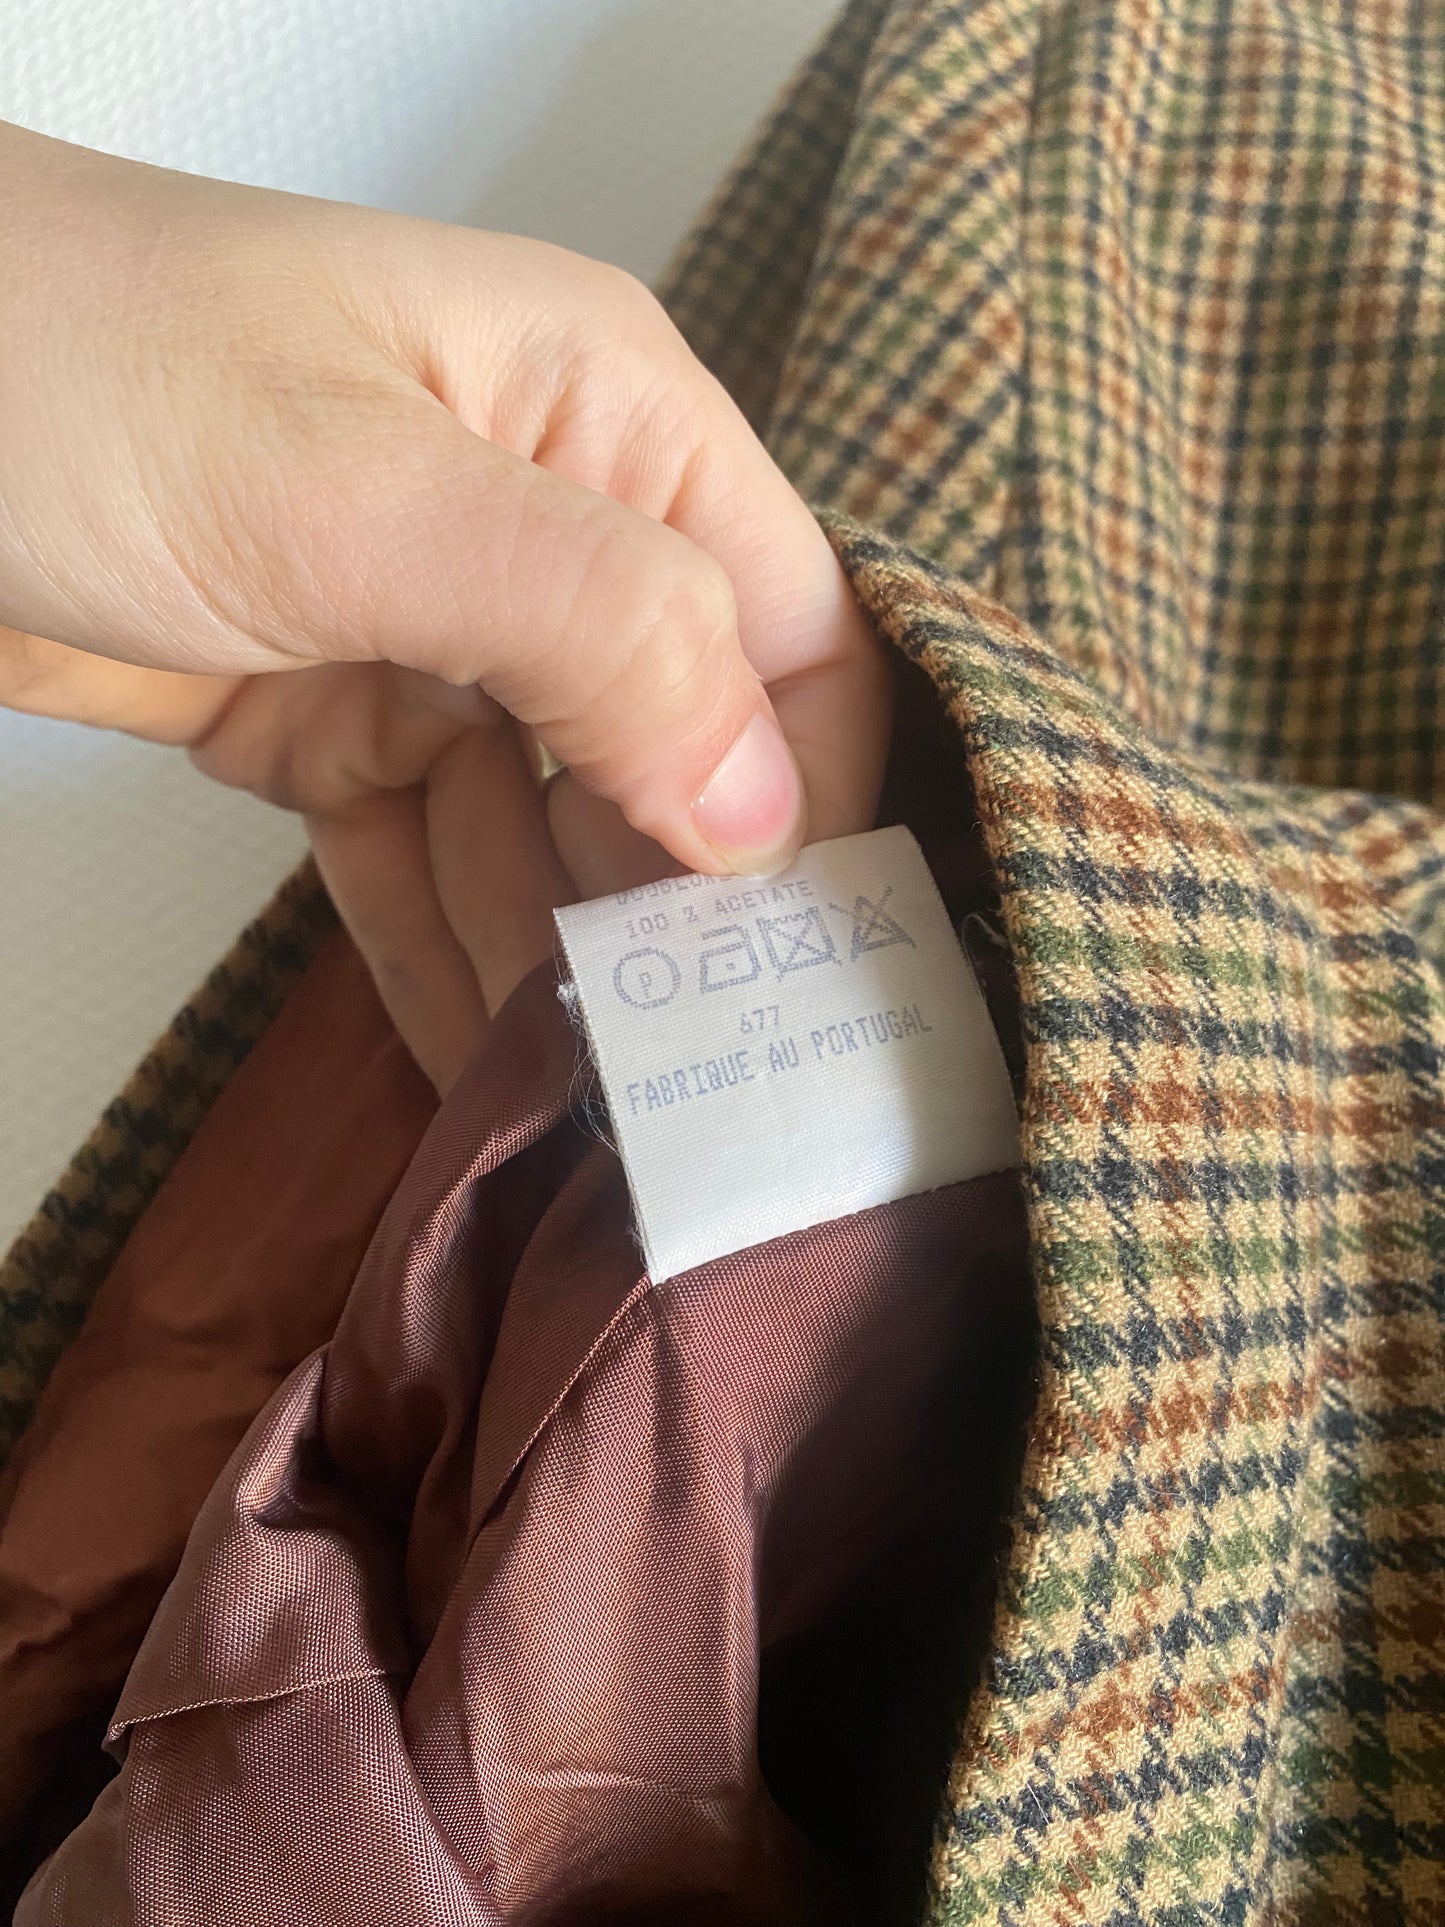 DOUBLURE
100 % ACETATE
P
677
FABRIQUE AU PORTUGAL